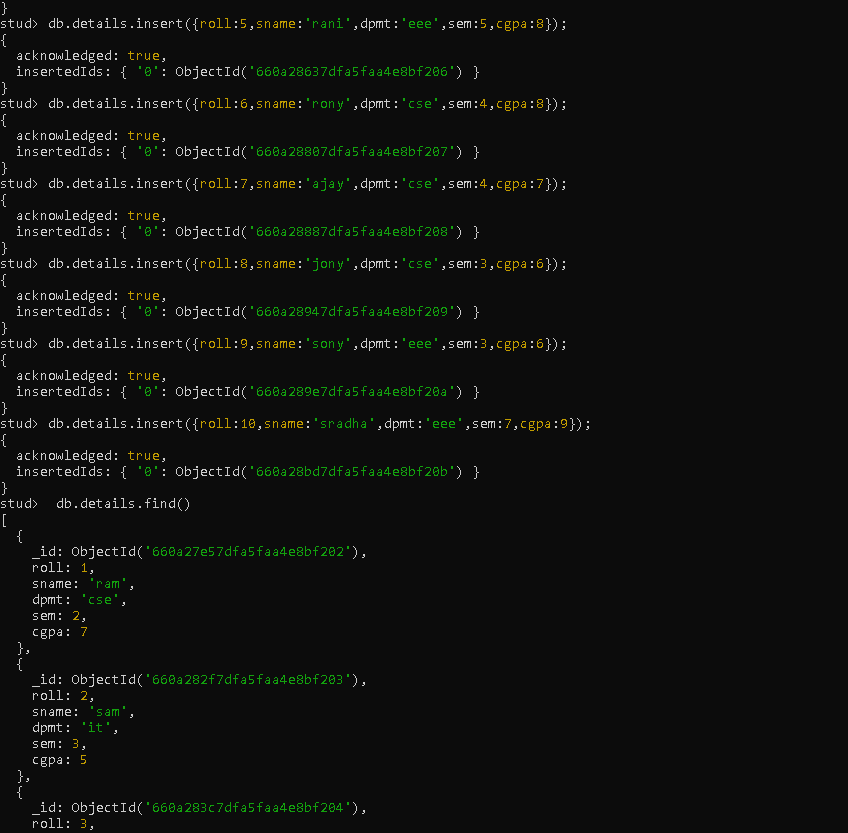 }
stud> db.details.insert({roll:5,sname:'rani',dpmt:'eee',sem:5,cgpa:8});
{
  acknowledged: true,
  insertedIds: { '0': ObjectId('660a28637dfa5faa4e8bf206') }
}
stud> db.details.insert({roll:6,sname:'rony',dpmt:'cse',sem:4,cgpa:8});
{
  acknowledged: true,
  insertedIds: { '0': ObjectId('660a28807dfa5faa4e8bf207') }
}
stud> db.details.insert({roll:7,sname:'ajay',dpmt:'cse',sem:4,cgpa:7});
{
  acknowledged: true,
  insertedIds: { '0': ObjectId('660a28887dfa5faa4e8bf208') }
}
stud> db.details.insert({roll:8,sname:'jony',dpmt:'cse',sem:3,cgpa:6});
{
  acknowledged: true,
  insertedIds: { '0': ObjectId('660a28947dfa5faa4e8bf209') }
}
stud> db.details.insert({roll:9,sname:'sony',dpmt:'eee',sem:3,cgpa:6});
{
  acknowledged: true,
  insertedIds: { '0': ObjectId('660a289e7dfa5faa4e8bf20a') }
}
stud> db.details.insert({roll:10,sname:'sradha',dpmt:'eee',sem:7,cgpa:9});
{
  acknowledged: true,
  insertedIds: { '0': ObjectId('660a28bd7dfa5faa4e8bf20b') }
}
stud>  db.details.find()
[
  {
    _id: ObjectId('660a27e57dfa5faa4e8bf202'),
    roll: 1,
    sname: 'ram',
    dpmt: 'cse',
    sem: 2,
    cgpa: 7
  },
  {
    _id: ObjectId('660a282f7dfa5faa4e8bf203'),
    roll: 2,
    sname: 'sam',
    dpmt: 'it',
    sem: 3,
    cgpa: 5
  },
  {
    _id: ObjectId('660a283c7dfa5faa4e8bf204'),
    roll: 3,